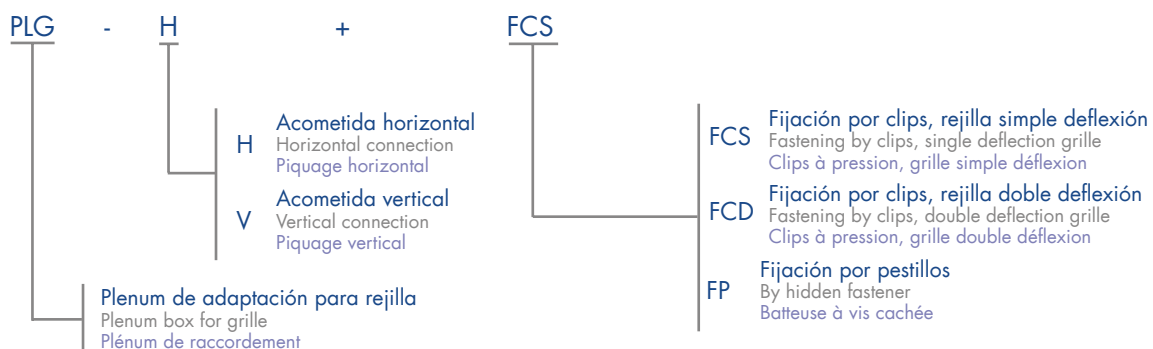 PLG - H + FCS
H
Acometida horizontal
Horizontal connection
Piquage horizontal
V
Acometida vertical
Vertical connection
Piquage vertical
Plenum de adaptación para rejilla
Plenum box for grille
Plénum de raccordement
FCS
Fijación por clips, rejilla simple deflexión
Fastening by clips, single deflection grille
Clips à pression, grille simple déflexion
FCD
Fijación por clips, rejilla doble deflexión
Fastening by clips, double deflection grille
Clips à pression, grille double déflexion
FP
Fijación por pestillos
By hidden fastener
Batteuse à vis cachée